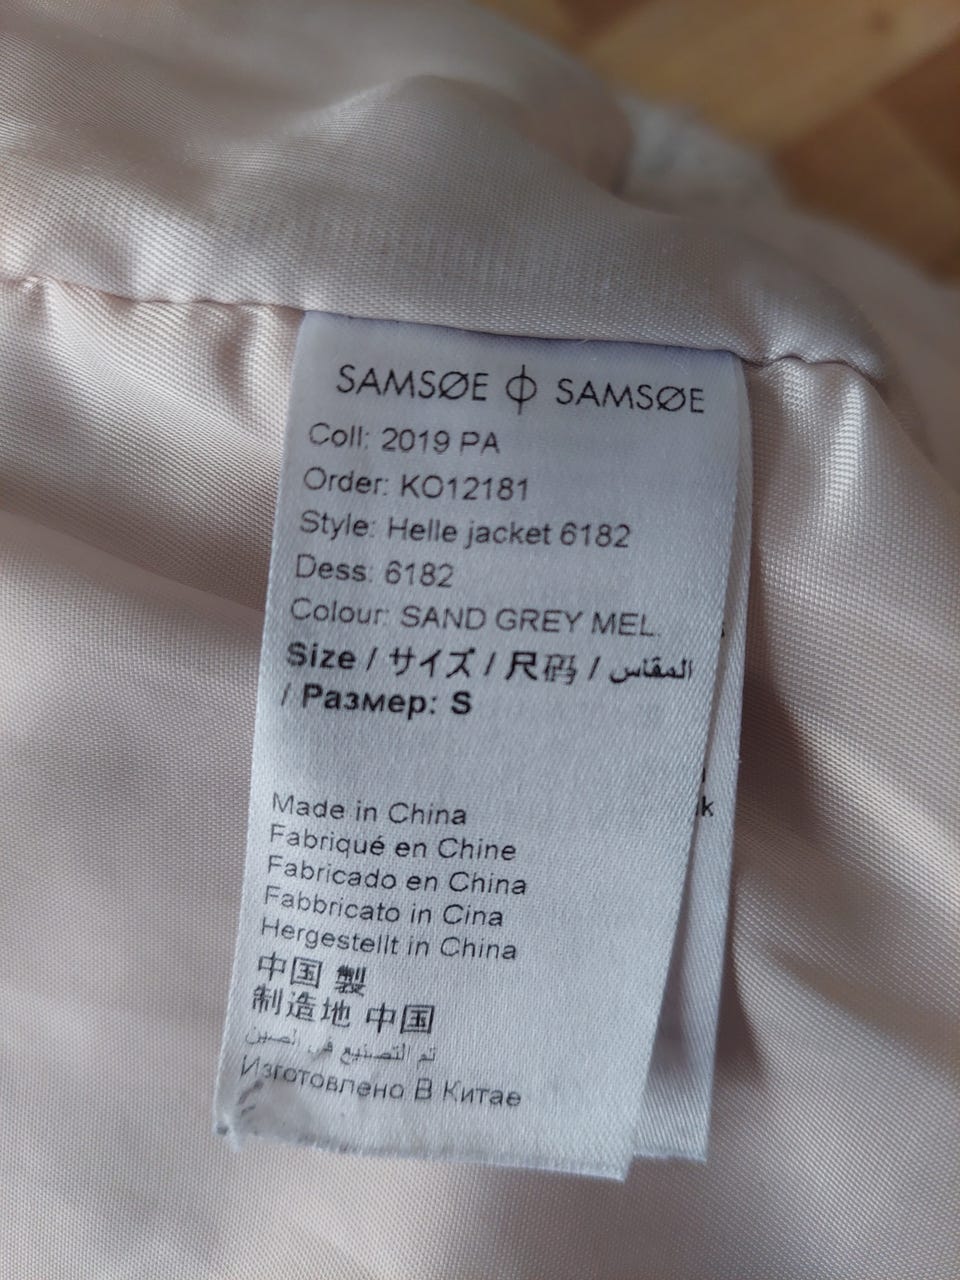 SAMSØE ϕ SAMSØE
Coll: 2019 PA
Order: KO12181
Style: Helle jacket 6182
Dess: 6182
Colour: SAND GREY MEL.
Size / サイズ / 尺码 / المقاس
/ Размер: S
Made in China
Fabriqué en Chine
Fabricado en China
Fabbricato in Cina
Hergestellt in China
中国 製
制造地 中国
تم التصنيع في لصين
Изготовлено В Китае